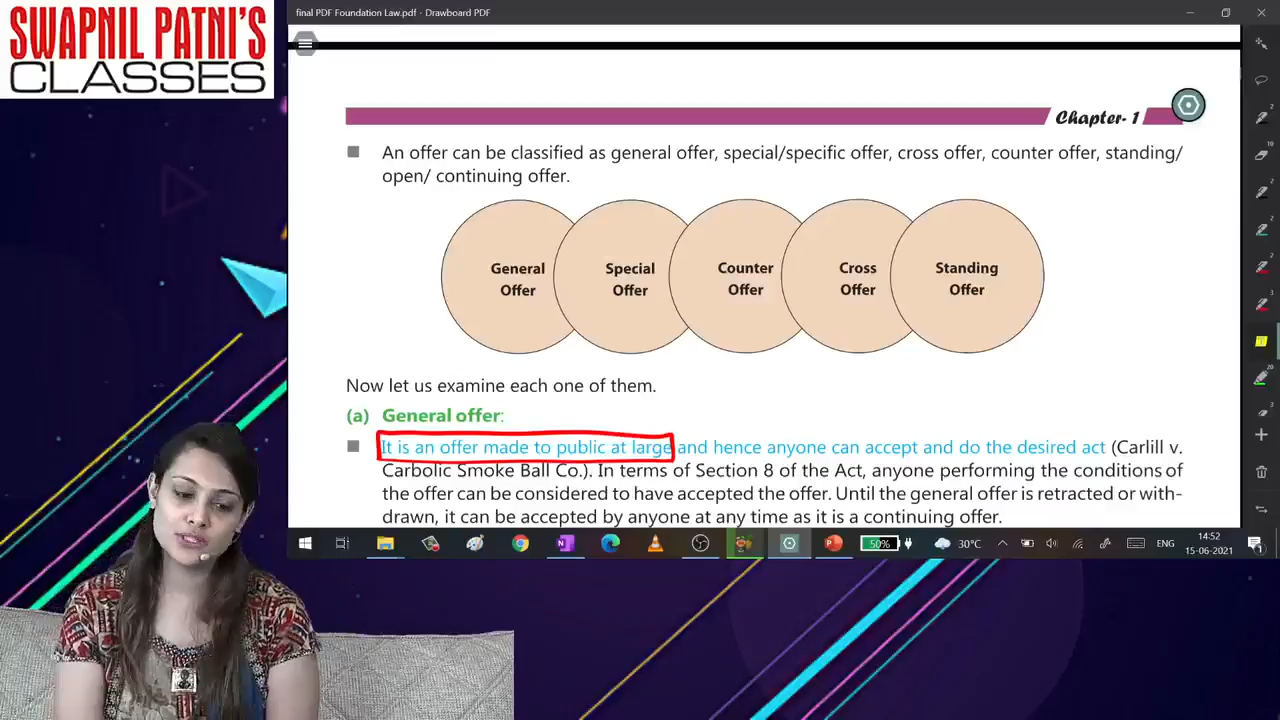 SWAPNIL PATNI'S
CLASSES
final PDF Foundation Law.pdf - Drawboard PDF
Chapter- 1
An offer can be classified as general offer, special/specific offer, cross offer, counter offer, standing/
open/ continuing offer.
General
Offer
Special
Offer
Counter
Offer
Cross
Offer
Standing
Offer
Now let us examine each one of them.
(a) General offer:
It is an offer made to public at large and hence anyone can accept and do the desired act (Carlill v.
Carbolic Smoke Ball Co.). In terms of Section 8 of the Act, anyone performing the conditions of
the offer can be considered to have accepted the offer. Until the general offer is retracted or with-
drawn, it can be accepted by anyone at any time as it is a continuing offer.
50%
30°C
ENG
14:52
15-06-2021